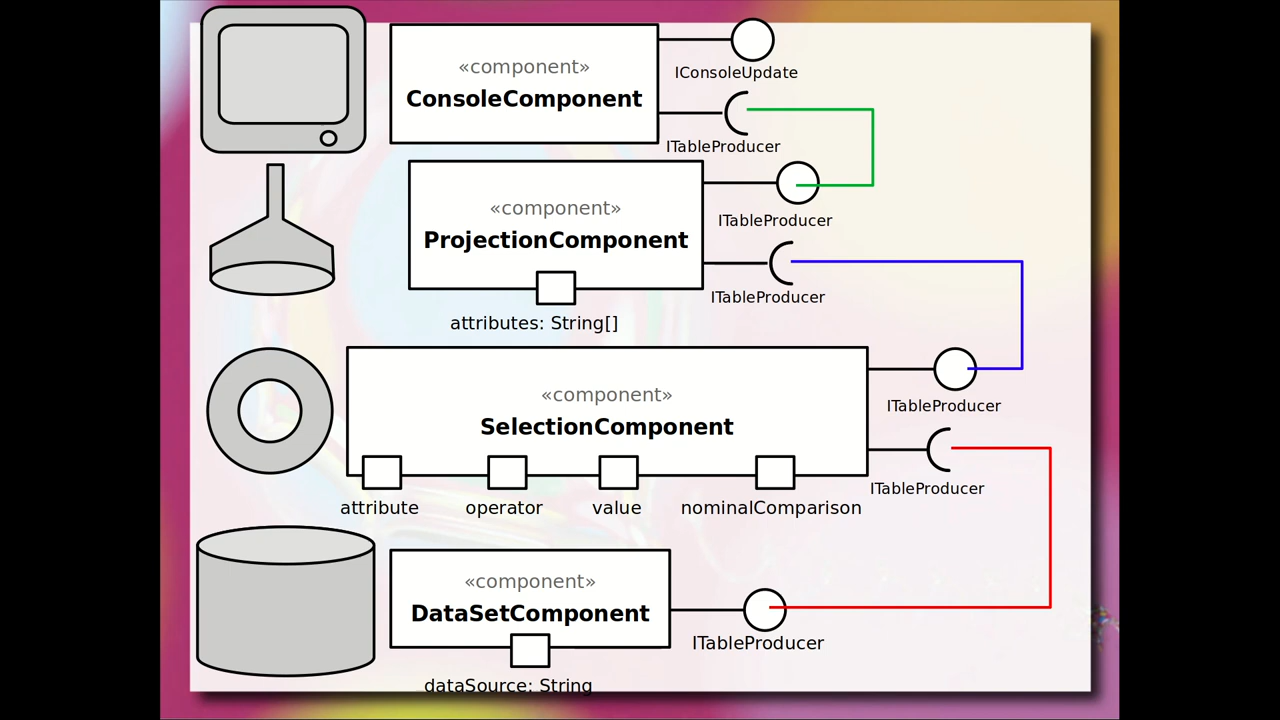 «component»
ConsoleComponent
IConsoleUpdate
ITableProducer
«component»
ProjectionComponent
attributes: String[]
ITableProducer
ITableProducer
«component»
SelectionComponent
attribute
operator
value
nominalComparison
ITableProducer
ITableProducer
«component»
DataSetComponent
dataSource: String
ITableProducer